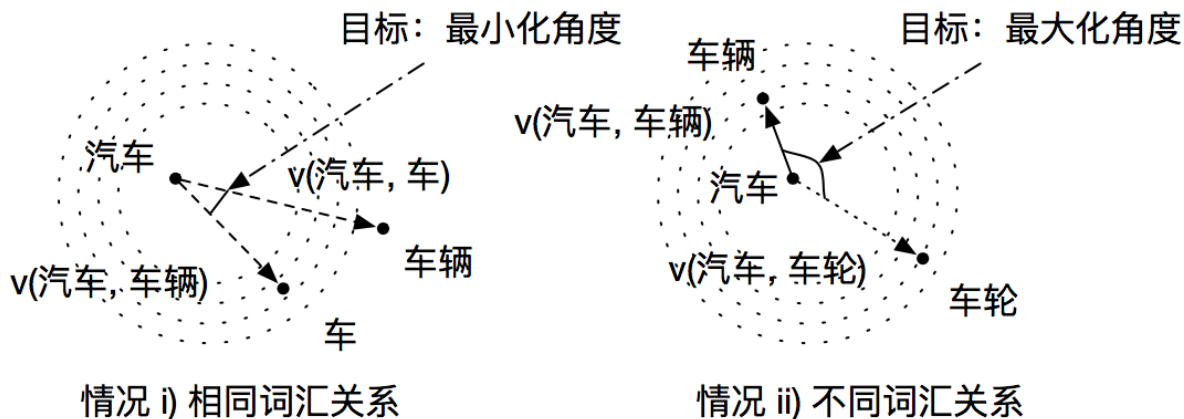 目标：最小化角度
汽车
v(汽车, 车)
车辆
v(汽车, 车辆)
车
情况 i) 相同词汇关系
目标：最大化角度
车辆
v(汽车, 车辆)
汽车
v(汽车, 车轮)
车轮
情况 ii) 不同词汇关系